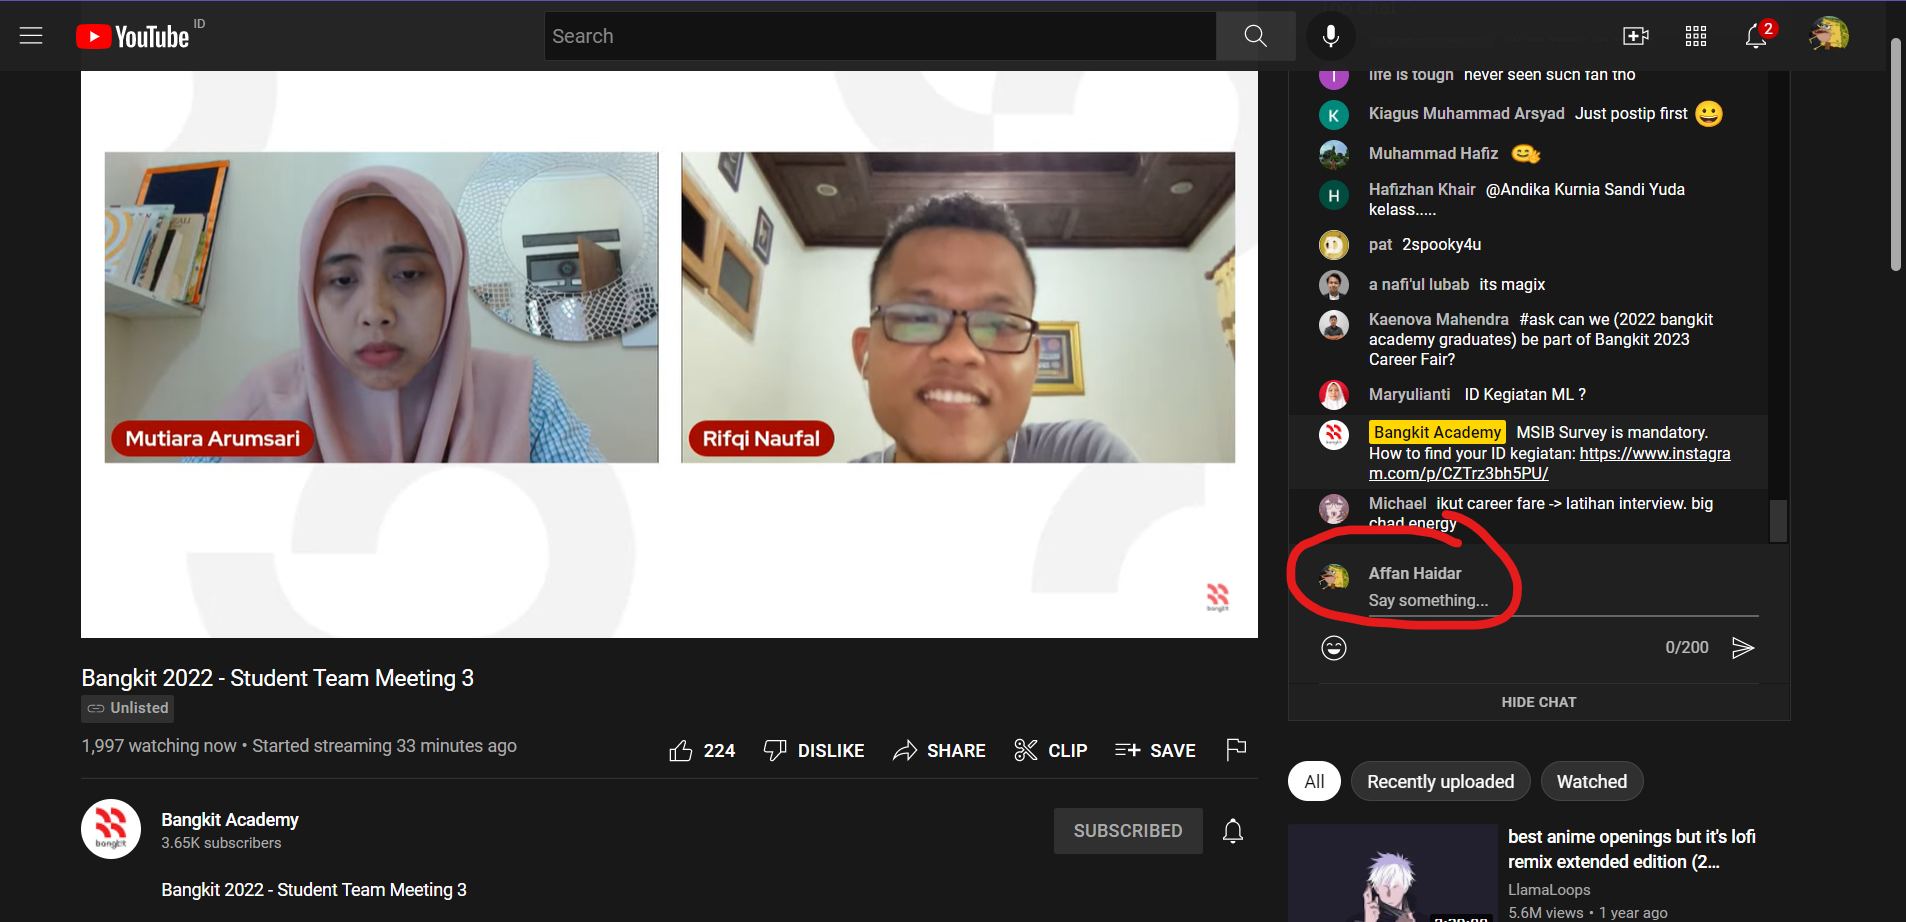 YouTube ID
Search
2
life is tough never seen such fan tho
K Kiagus Muhammad Arsyad Just postip first 😀
Muhammad Hafiz
H Hafizhan Khair @Andika Kurnia Sandi Yuda
kelass.....
pat 2spooky4u
a nafi'ul lubab its magix
Kaenova Mahendra #ask can we (2022 bangkit
academy graduates) be part of Bangkit 2023
Career Fair?
Maryulianti ID Kegiatan ML ?
Bangkit Academy MSIB Survey is mandatory.
How to find your ID kegiatan: https://www.instagra
m.com/p/CZTrz3bh5PU/
Michael ikut career fare -> latihan interview. big
chad energy
Affan Haidar
Say something...
0/200
HIDE CHAT
Mutiara Arumsari
Rifqi Naufal
bangkit
Bangkit 2022 - Student Team Meeting 3
Unlisted
1,997 watching now • Started streaming 33 minutes ago
224 DISLIKE SHARE CLIP SAVE
bangkit
Bangkit Academy
3.65K subscribers
SUBSCRIBED
Bangkit 2022 - Student Team Meeting 3
All Recently uploaded Watched
best anime openings but it's lofi
remix extended edition (2...
LlamaLoops
5.6M views • 1 year ago